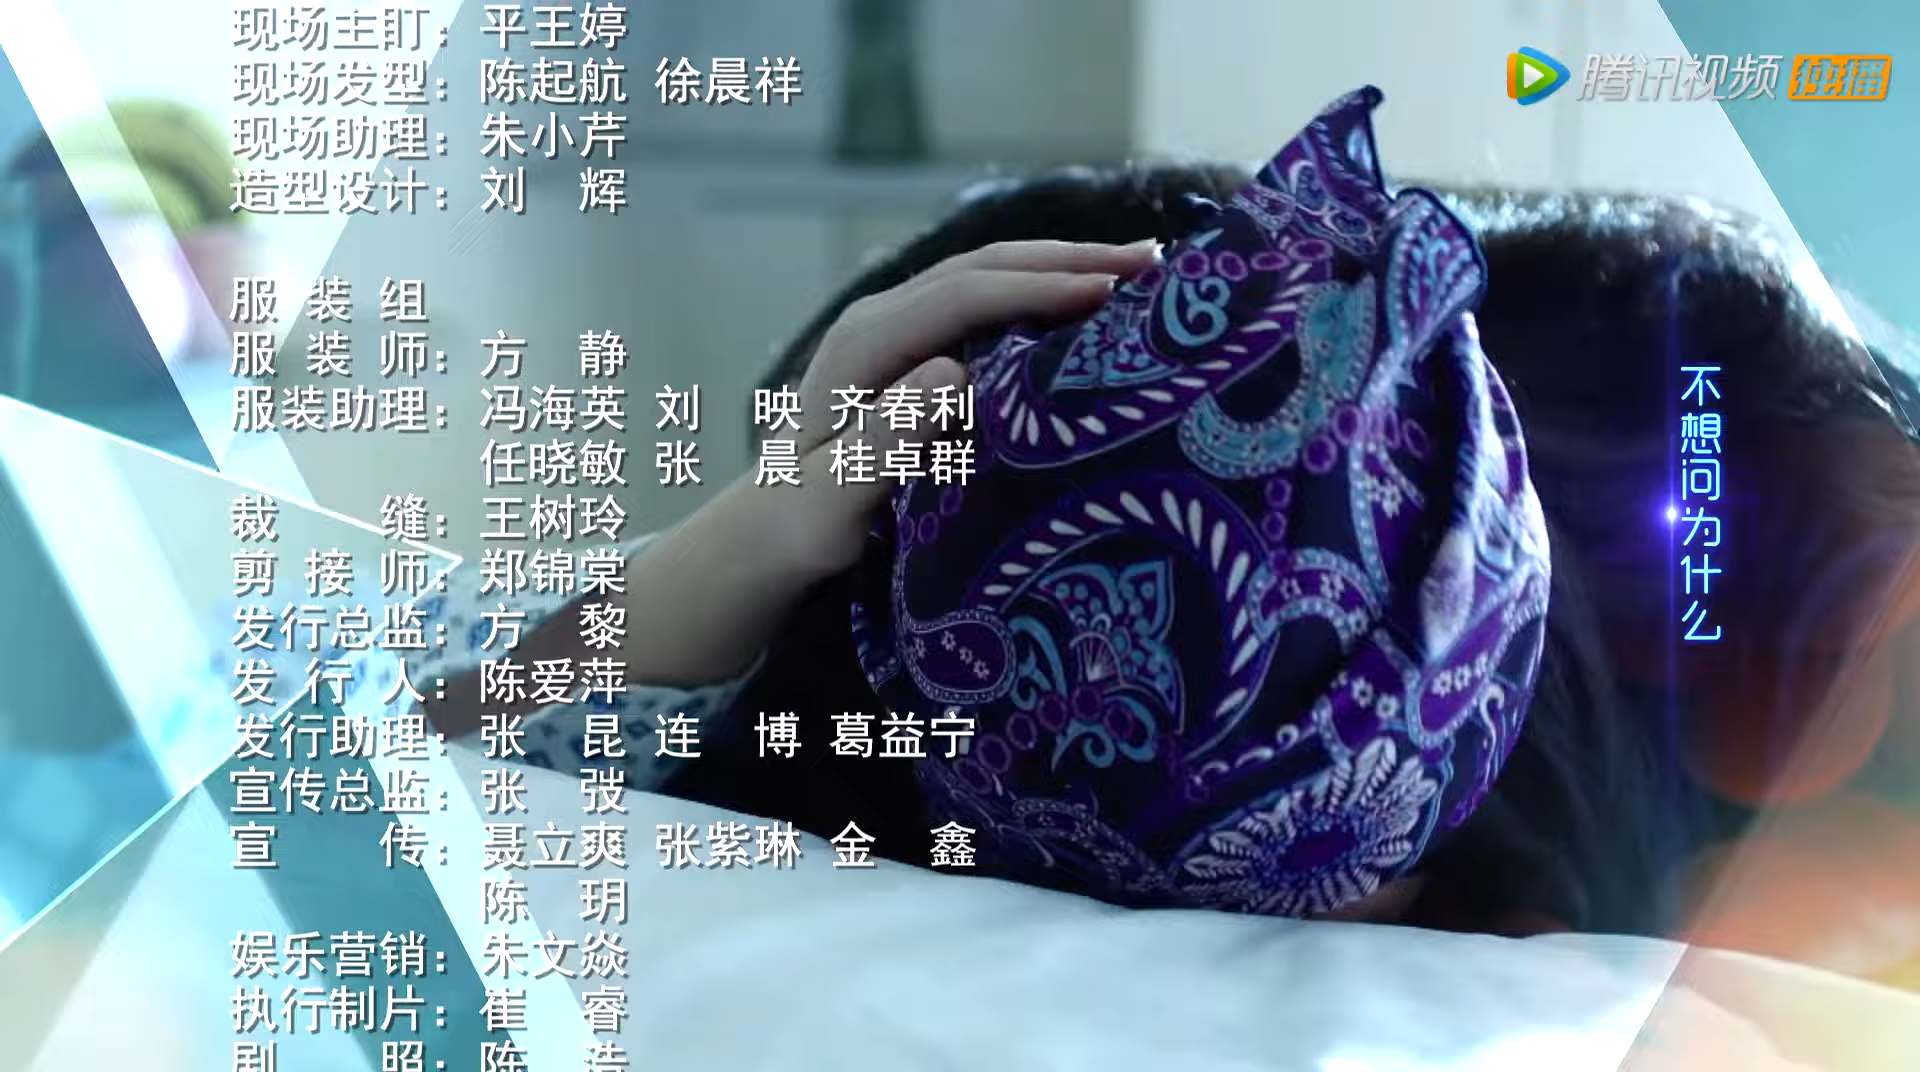 现场主盯：平王婷
现场发型：陈起航 徐晨祥
现场助理：朱小芹
造型设计：刘 辉
服装组
服装师：方 静
服装助理：冯海英 刘 映 齐春利
任晓敏 张 晨 桂卓群
裁 缝：王树玲
剪接师：郑锦棠
发行总监：方 黎
发行人：陈爱萍
发行助理：张 昆 连 博 葛益宁
宣传总监：张 弢
宣 传：聂立爽 张紫琳 金 鑫
陈 玥
娱乐营销：朱文焱
执行制片：崔 睿
剧 照：陈 浩
腾讯视频 独播
不想问为什么